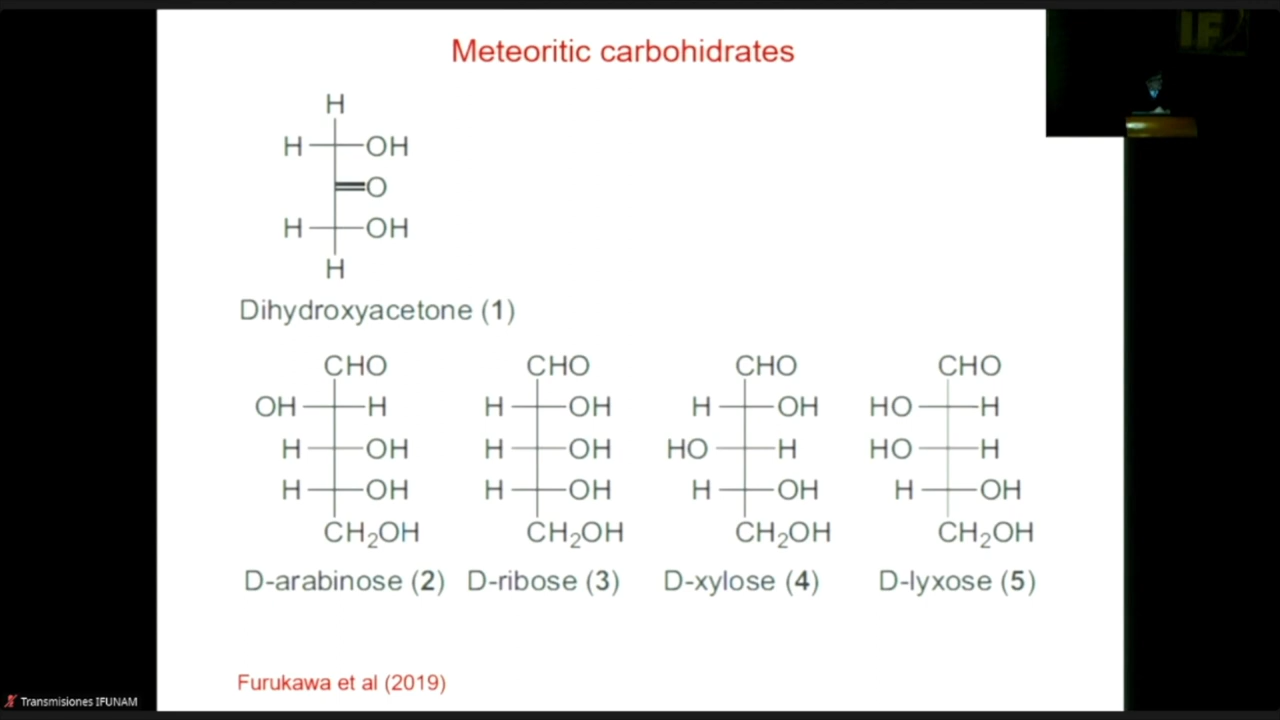 Meteoritic carbohidrates
H
H OH
=O
H OH
H
Dihydroxyacetone (1)
CHO CHO CHO CHO
OH H H OH H OH HO H
H OH H OH HO H HO H
H OH H OH H OH H OH
CH₂OH CH₂OH CH₂OH CH₂OH
D-arabinose (2) D-ribose (3) D-xylose (4) D-lyxose (5)
Furukawa et al (2019)
Transmisiones IFUNAM
IF